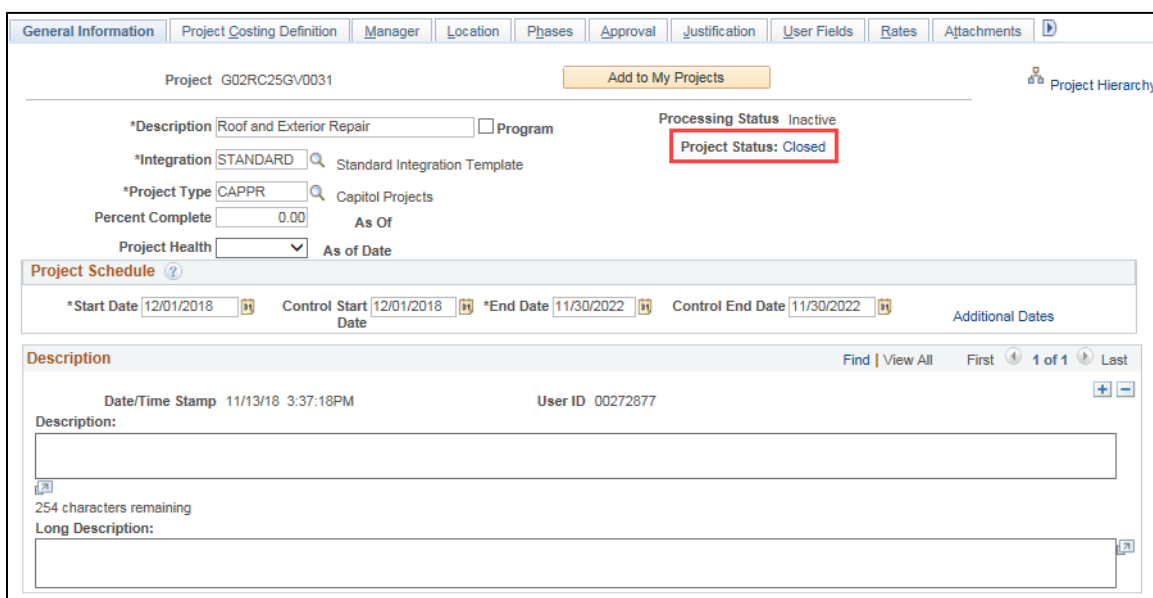 General Information Project Costing Definition Manager Location Phases Approval Justification User Fields Rates Attachments
Project G02RC25GV0031 Add to My Projects Project Hierarchy
*Description Roof and Exterior Repair Program Processing Status Inactive
Project Status: Closed
*Integration STANDARD Standard Integration Template
*Project Type CAPPR Capitol Projects
Percent Complete 0.00 As Of
Project Health As of Date
Project Schedule ?
*Start Date 12/01/2018 Control Start Date 12/01/2018 *End Date 11/30/2022 Control End Date 11/30/2022 Additional Dates
Description Find | View All First 1 of 1 Last
Date/Time Stamp 11/13/18 3:37:18PM User ID 00272877
Description:
254 characters remaining
Long Description: